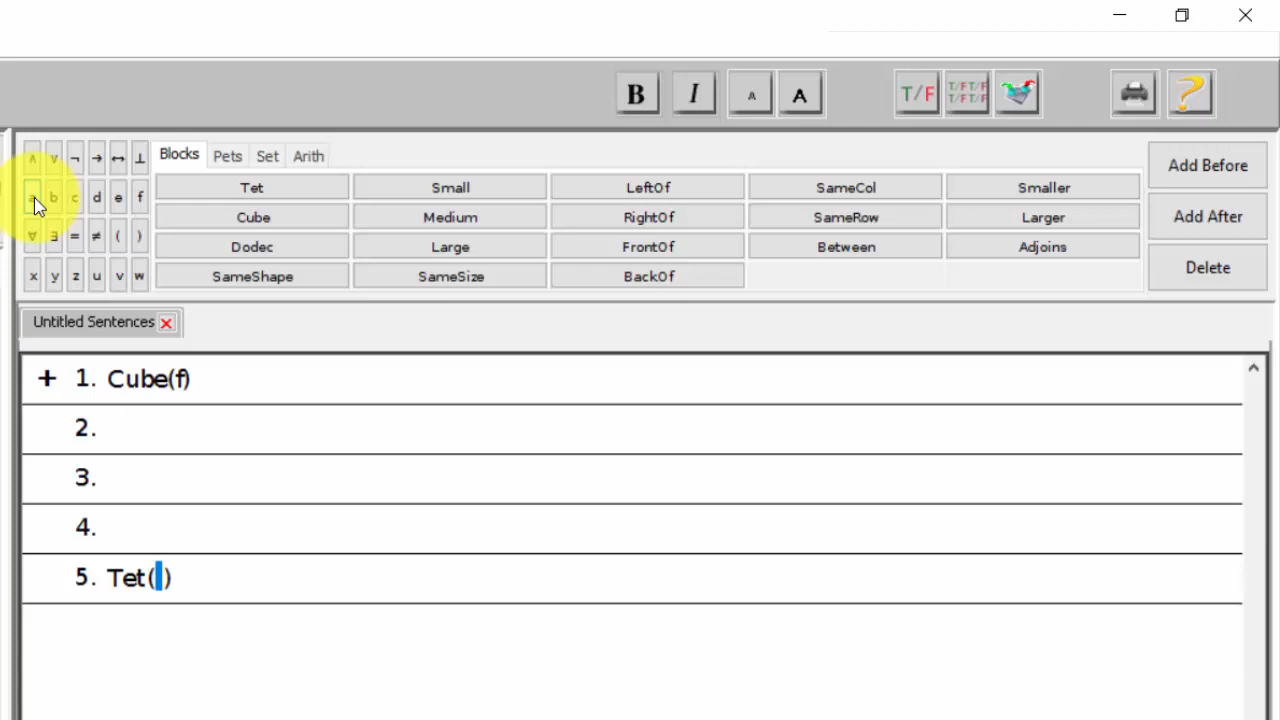 B I A A T/F T/F T/F T/F T/F ?
∧ ∨ ¬ → ↔ ⊥ Blocks Pets Set Arith
Add Before
a b c d e f Tet Small LeftOf SameCol Smaller
Cube Medium RightOf SameRow Larger Add After
∀ ∃ = ≠ ( ) Dodec Large FrontOf Between Adjoins
x y z u v w SameShape SameSize BackOf Delete
Untitled Sentences
+ 1. Cube(f)
2.
3.
4.
5. Tet( )